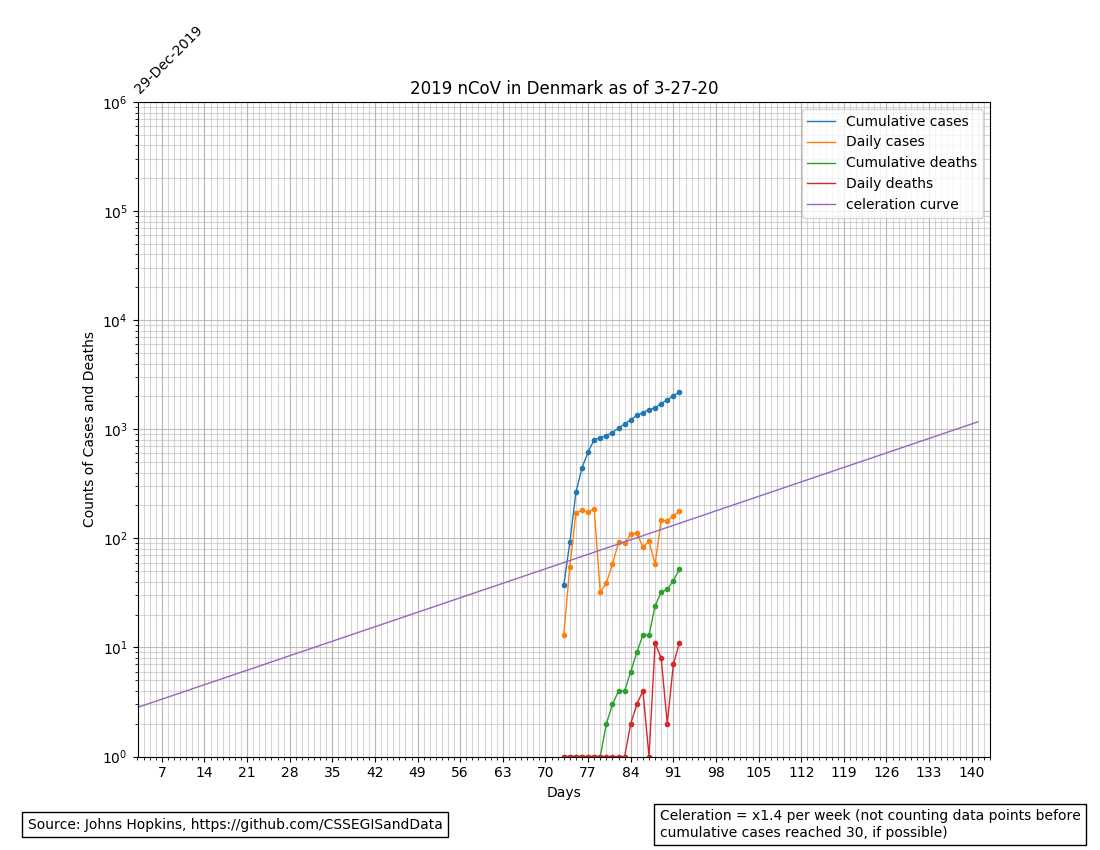 29-Dec-2019
2019 nCoV in Denmark as of 3-27-20
10^6
10^5
10^4
10^3
10^2
10^1
10^0
Counts of Cases and Deaths
Cumulative cases
Daily cases
Cumulative deaths
Daily deaths
celeration curve
7 14 21 28 35 42 49 56 63 70 77 84 91 98 105 112 119 126 133 140
Days
Source: Johns Hopkins, https://github.com/CSSEGISandData
Celeration = x1.4 per week (not counting data points before
cumulative cases reached 30, if possible)